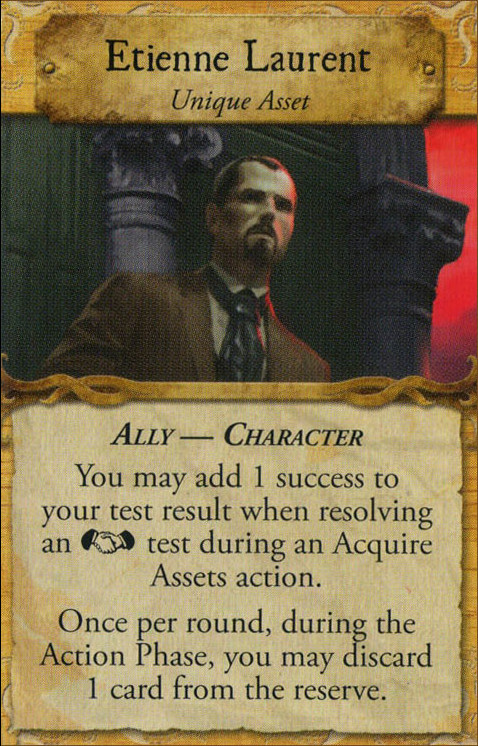 Etienne Laurent
Unique Asset
Ally — Character
You may add 1 success to
your test result when resolving
an test during an Acquire
Assets action.
Once per round, during the
Action Phase, you may discard
1 card from the reserve.